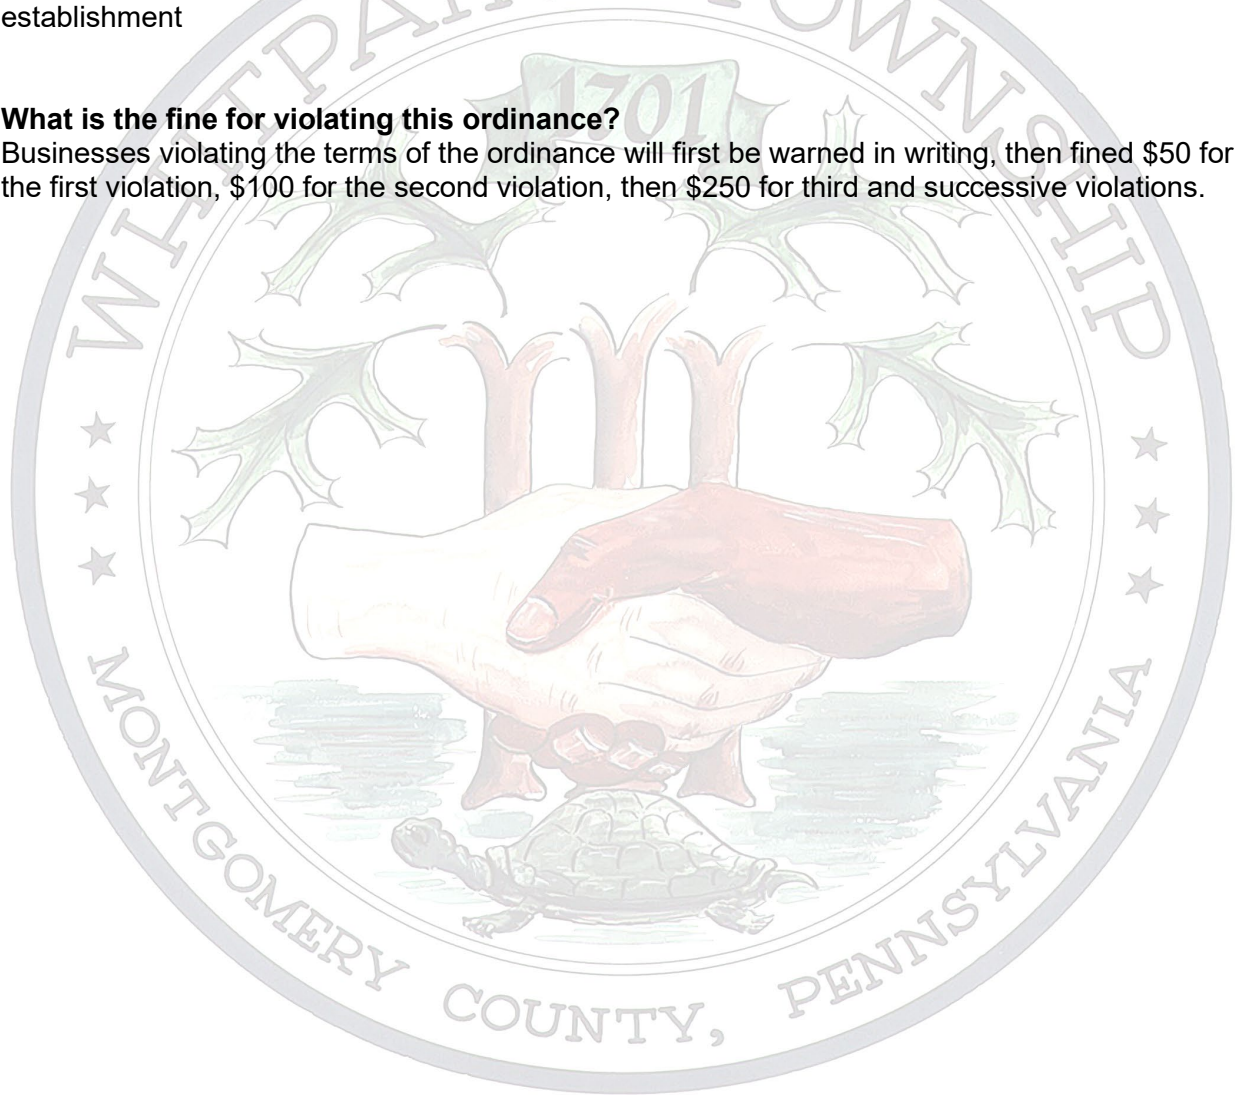 establishment
WHITPAIN TOWNSHIP
1701
What is the fine for violating this ordinance?
Businesses violating the terms of the ordinance will first be warned in writing, then fined $50 for
the first violation, $100 for the second violation, then $250 for third and successive violations.
MONTGOMERY COUNTY, PENNSYLVANIA